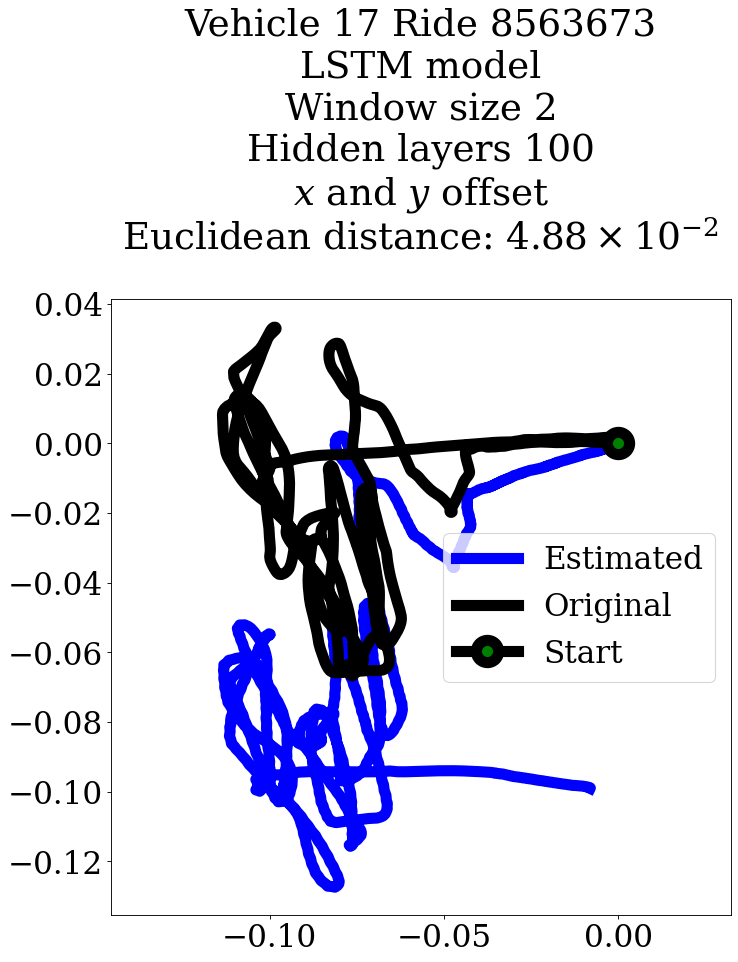 Vehicle 17 Ride 8563673
LSTM model
Window size 2
Hidden layers 100
x and y offset
Euclidean distance: 4.88 × 10⁻²
0.04
0.02
0.00
−0.02
−0.04
−0.06
−0.08
−0.10
−0.12
Estimated
Original
Start
−0.10 −0.05 0.00